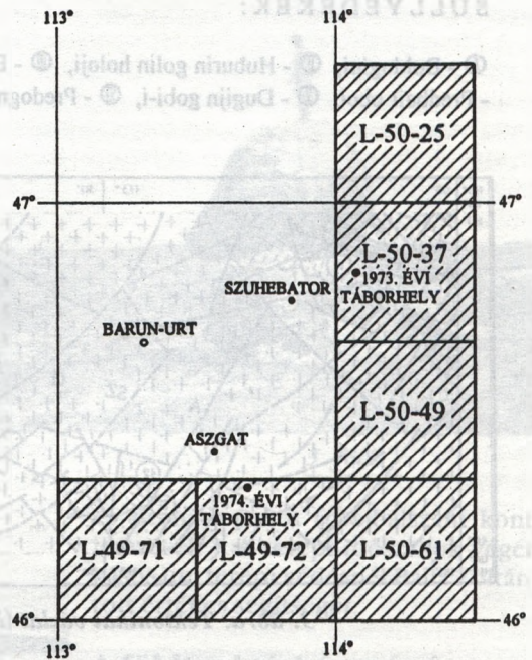 113°
114°
L-50-25
47°
47°
L-50-37
1973. ÉVI
TÁBORHELY
SZUHEBATOR
BARUN-URT
L-50-49
ASZGAT
1974. ÉVI
TÁBORHELY
L-49-71
L-49-72
L-50-61
46°
46°
113°
114°